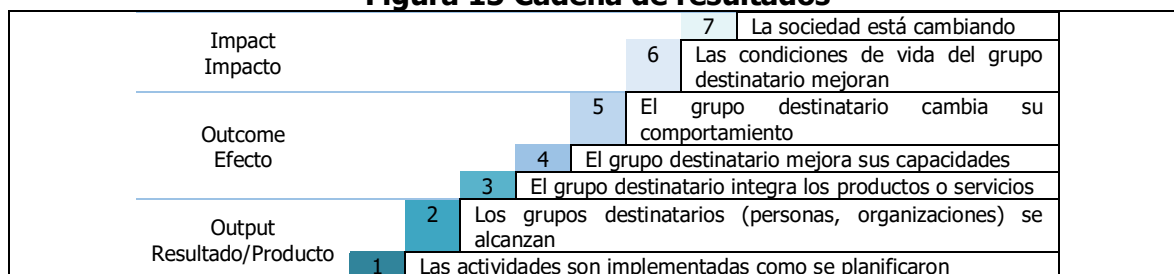 Figura 15 Cadena de resultados
Impact
Impacto
7 La sociedad está cambiando
6 Las condiciones de vida del grupo
destinatario mejoran
Outcome
Efecto
5 El grupo destinatario cambia su
comportamiento
4 El grupo destinatario mejora sus capacidades
3 El grupo destinatario integra los productos o servicios
Output
Resultado/Producto
2 Los grupos destinatarios (personas, organizaciones) se
alcanzan
1 Las actividades son implementadas como se planificaron